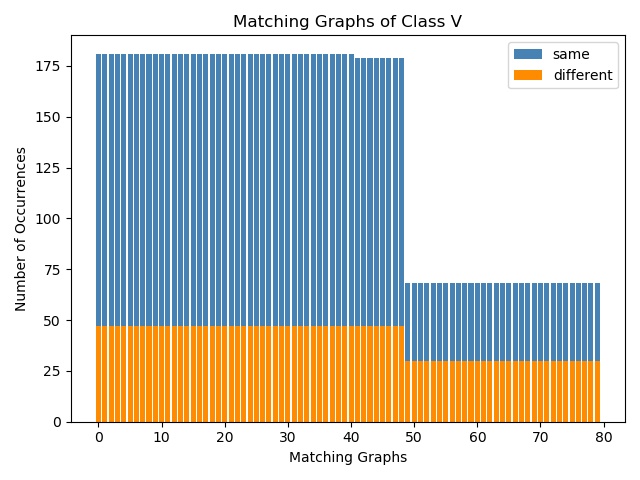 Matching Graphs of Class V
same
different
Number of Occurrences
175
150
125
100
75
50
25
0
0 10 20 30 40 50 60 70 80
Matching Graphs